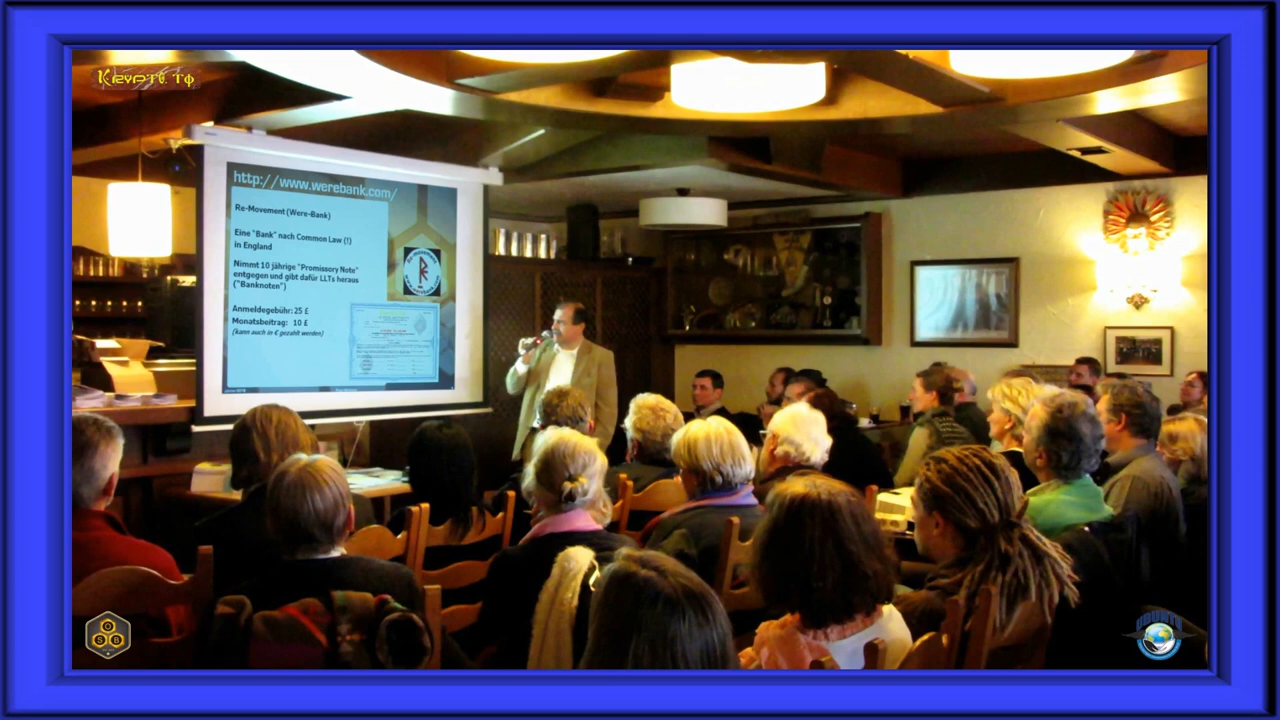 KRYPTO TØ
http://www.werebank.com/
Re-Movement (Were-Bank)
Eine "Bank" nach Common Law (!)
in England
Nimmt 10 jährige "Promissory Note"
entgegen und gibt dafür LLTs heraus
("Banknoten")
Anmeldegebühr: 25 £
Monatsbeitrag: 10 £
(kann auch in € gezahlt werden)
O
S B